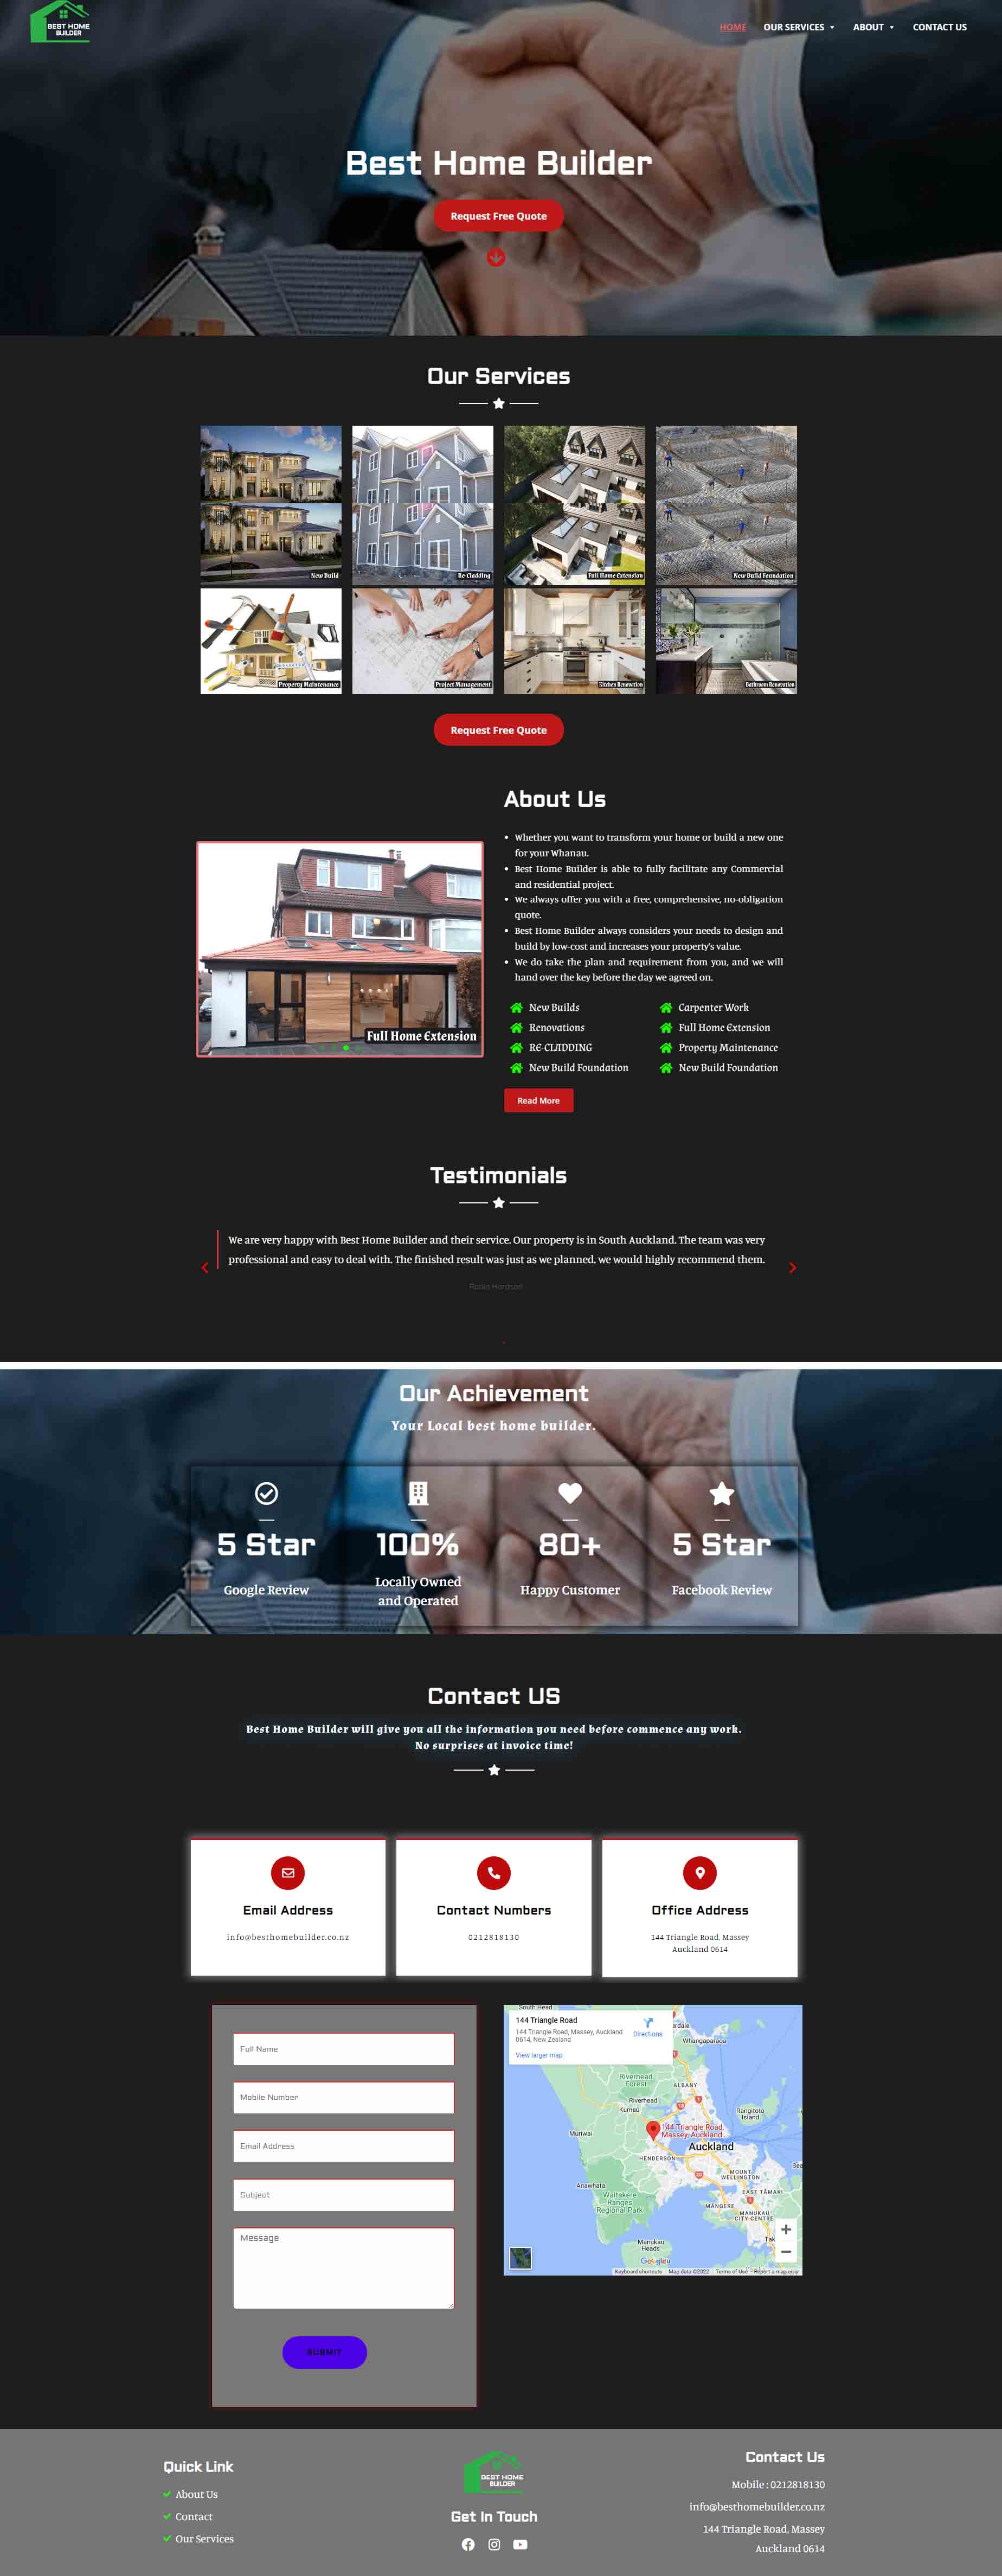 BEST HOME
BUILDER
HOME
OUR SERVICES
ABOUT
CONTACT US
Best Home Builder
Request Free Quote
Our Services
New Build
Re-Cladding
Full Home Extension
New Build Foundation
Property Maintenance
Project Management
Kitchen Renovation
Bathroom Renovation
Request Free Quote
About Us
Whether you want to transform your home or build a new one
for your Whanau.
Best Home Builder is able to fully facilitate any Commercial
and residential project.
We always offer you with a free, comprehensive, no-obligation
quote.
Best Home Builder always considers your needs to design and
build by low-cost and increases your property's value.
We do take the plan and requirement from you, and we will
hand over the key before the day we agreed on.
Full Home Extension
New Builds
Carpenter Work
Renovations
Full Home Extension
RE-CLADDING
Property Maintenance
New Build Foundation
New Build Foundation
Read More
Testimonials
We are very happy with Best Home Builder and their service. Our property is in South Auckland. The team was very
professional and easy to deal with. The finished result was just as we planned. we would highly recommend them.
Our Achievement
Your Local best home builder.
5 Star
Google Review
100%
Locally Owned
and Operated
80+
Happy Customer
5 Star
Facebook Review
Contact US
Best Home Builder will give you all the information you need before commence any work.
No surprises at invoice time!
Email Address
info@besthomebuilder.co.nz
Contact Numbers
0212818130
Office Address
144 Triangle Road, Massey
Auckland 0614
Full Name
Mobile Number
Email Address
Subject
Message
SUBMIT
South Head
144 Triangle Road
144 Triangle Road, Massey, Auckland
0614, New Zealand
Directions
View larger map
Whangaparāoa
Riverhead
Forest
ALBANY
Riverhead
Kumeū
Rangitoto
Island
Muriwai
144 Triangle Road,
Massey, Auckland
Auckland
HENDERSON
MOUNT
WELLINGTON
Anawhata
EAST TĀMAKI
Waitākere
Ranges
Regional Park
MĀNGERE
MANUKAU
CITY CENTRE
Manukau
Heads
Google
Keyboard shortcuts
Map data ©2022
Terms of Use
Report a map error
Quick Link
About Us
Contact
Our Services
BEST HOME
BUILDER
Get In Touch
Contact Us
Mobile : 0212818130
info@besthomebuilder.co.nz
144 Triangle Road, Massey
Auckland 0614